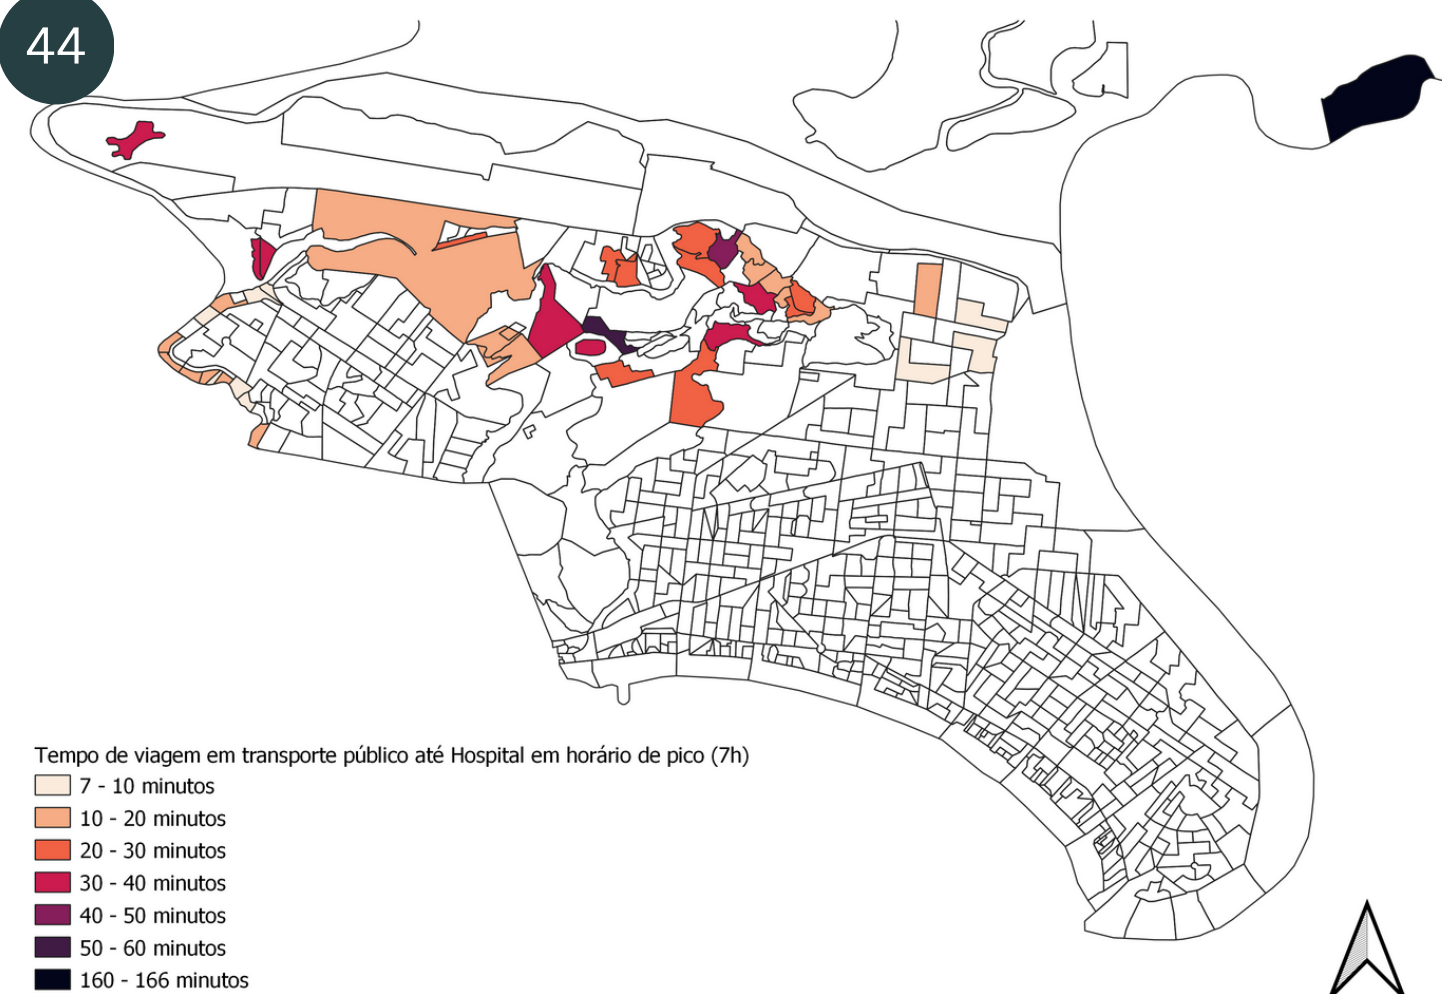 44
Tempo de viagem em transporte público até Hospital em horário de pico (7h)
7 - 10 minutos
10 - 20 minutos
20 - 30 minutos
30 - 40 minutos
40 - 50 minutos
50 - 60 minutos
160 - 166 minutos